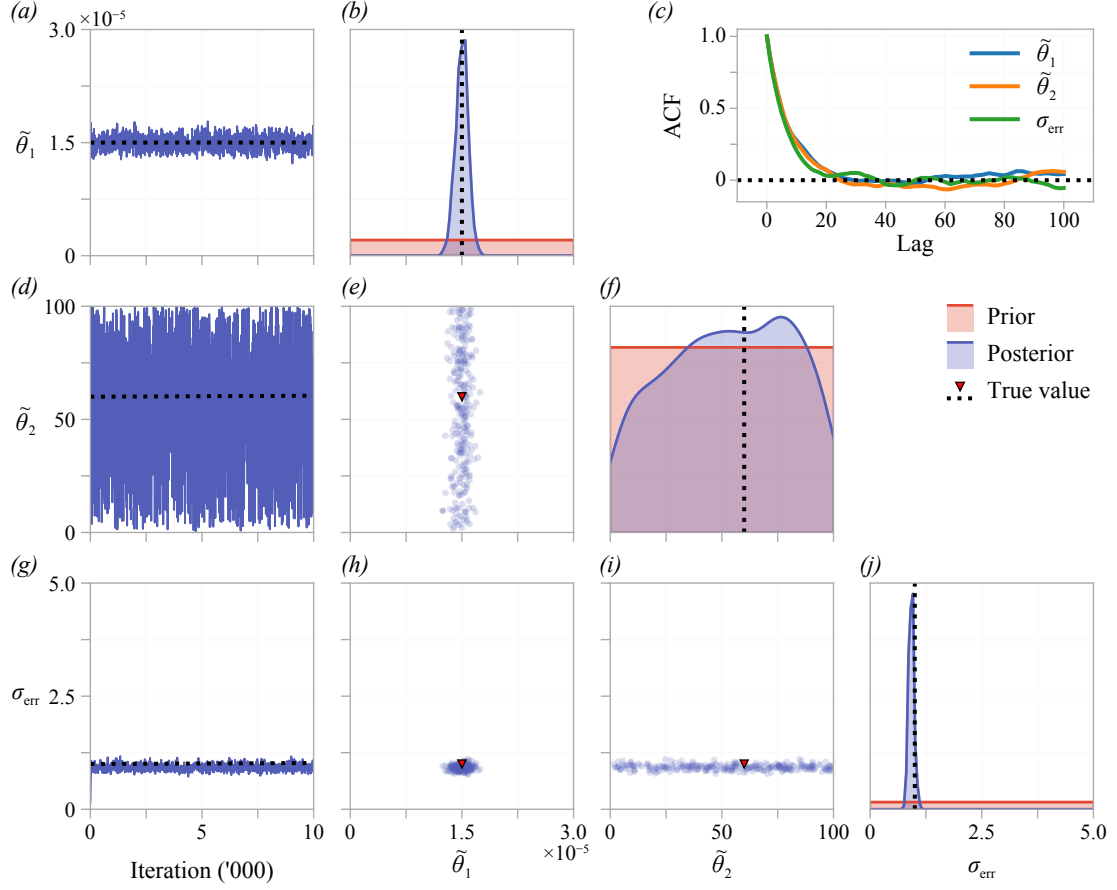 (a)
(b)
(c)
3.0 ×10⁻⁵
1.5
0
θ̃₁
1.0
0.5
0
ACF
0 20 40 60 80 100
Lag
θ̃₁
θ̃₂
σerr
(d)
(e)
(f)
100
50
0
θ̃₂
Prior
Posterior
True value
(g)
(h)
(i)
(j)
5.0
2.5
0
σerr
0 5 10
Iteration ('000)
0 1.5 3.0
×10⁻⁵
θ̃₁
0 50 100
θ̃₂
0 2.5 5.0
σerr